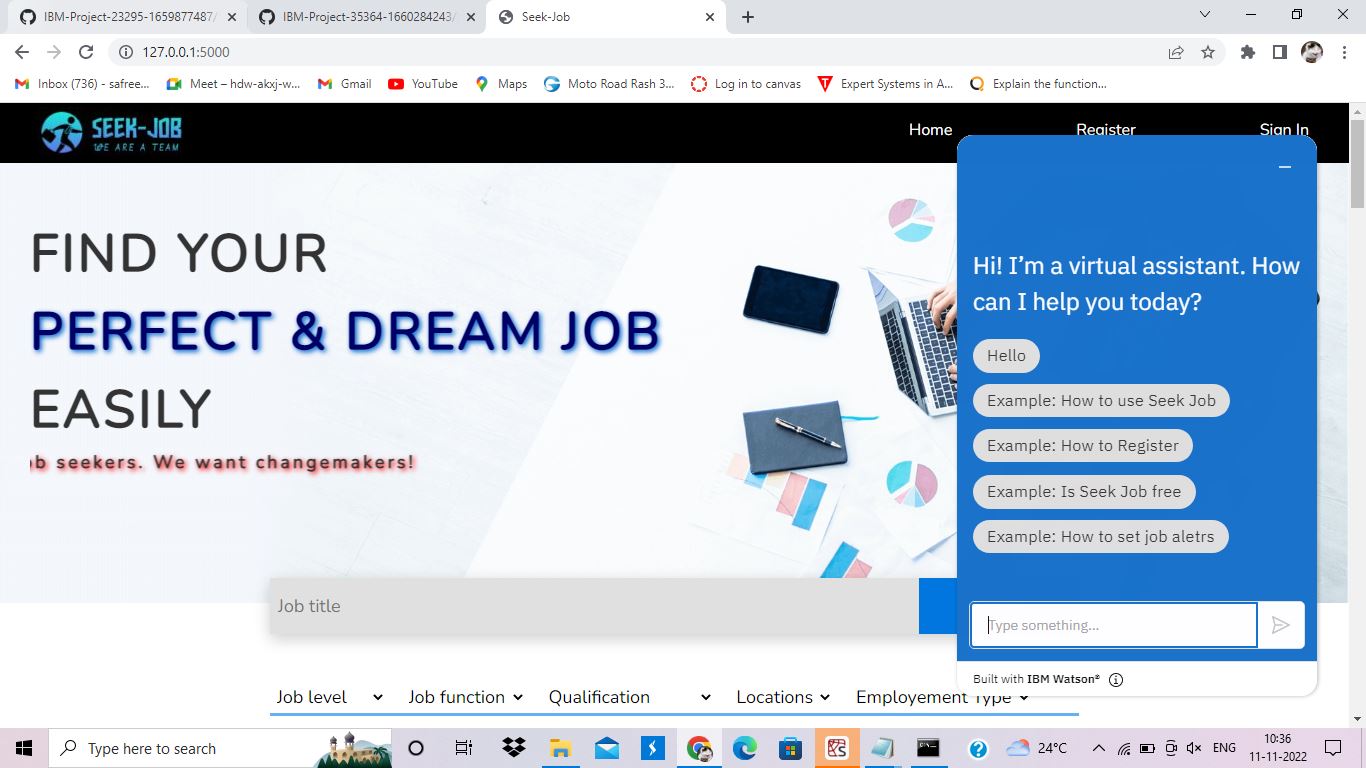 IBM-Project-23295-1659877487/
IBM-Project-35364-1660284243/
Seek-Job
127.0.0.1:5000
Inbox (736) - safree...
Meet – hdw-akxj-w...
Gmail
YouTube
Maps
Moto Road Rash 3...
Log in to canvas
Expert Systems in A...
Explain the function...
SEEK-JOB
WE ARE A TEAM
Home
Register
Sign In
FIND YOUR
PERFECT & DREAM JOB
EASILY
b seekers. We want changemakers!
Job title
Job level
Job function
Qualification
Locations
Employement Type
Hi! I'm a virtual assistant. How
can I help you today?
Hello
Example: How to use Seek Job
Example: How to Register
Example: Is Seek Job free
Example: How to set job aletrs
Type something...
Built with IBM Watson®
Type here to search
24°C
ENG
10:36
11-11-2022